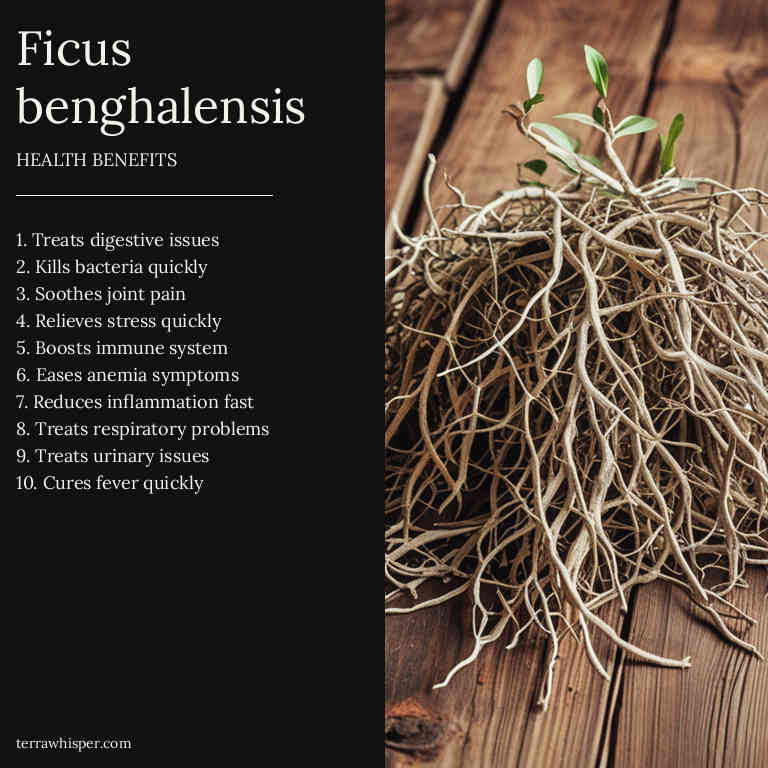 Ficus
benghalensis
HEALTH BENEFITS
1. Treats digestive issues
2. Kills bacteria quickly
3. Soothes joint pain
4. Relieves stress quickly
5. Boosts immune system
6. Eases anemia symptoms
7. Reduces inflammation fast
8. Treats respiratory problems
9. Treats urinary issues
10. Cures fever quickly
terrawhisper.com